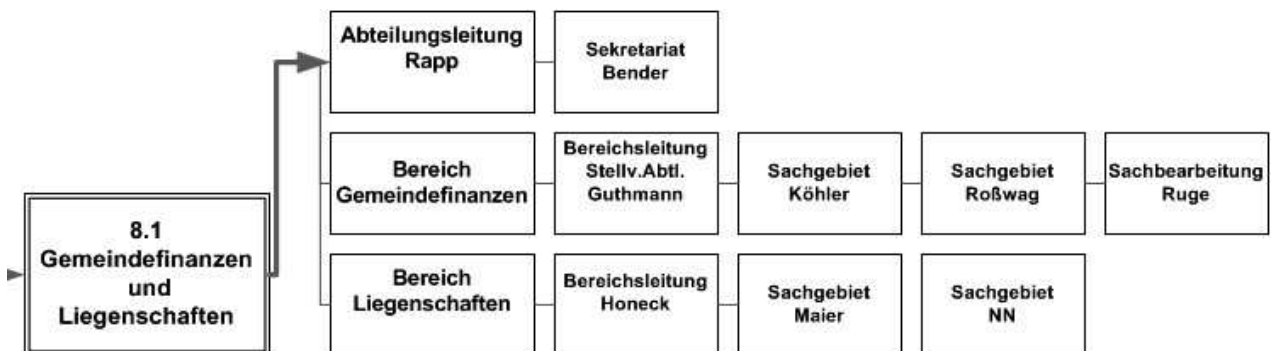 Abteilungsleitung
Rapp
Sekretariat
Bender
Bereich
Gemeindefinanzen
Bereichsleitung
Stellv.Abtl.
Guthmann
Sachgebiet
Köhler
Sachgebiet
Roßwag
Sachbearbeitung
Ruge
8.1
Gemeindefinanzen
und
Liegenschaften
Bereich
Liegenschaften
Bereichsleitung
Honeck
Sachgebiet
Maier
Sachgebiet
NN